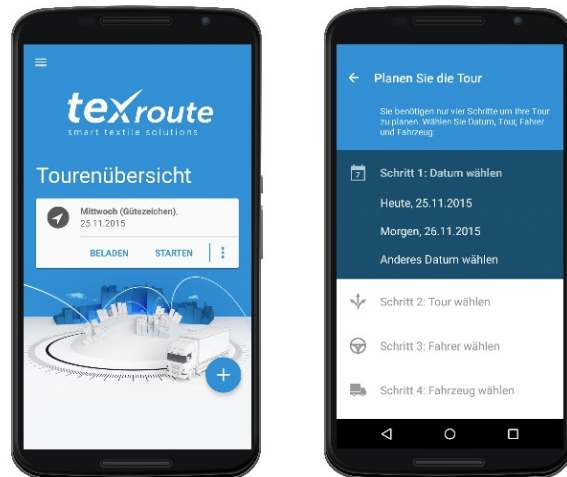 texroute
smart textile solutions
Tourenübersicht
Mittwoch (Gütezeichen).
25.11.2015
BELADEN STARTEN
Planen Sie die Tour
Sie benötigen nur vier Schritte um Ihre Tour
zu planen. Wählen Sie Datum, Tour, Fahrer
und Fahrzeug:
7 Schritt 1: Datum wählen
Heute, 25.11.2015
Morgen, 26.11.2015
Anderes Datum wählen
Schritt 2: Tour wählen
Schritt 3: Fahrer wählen
Schritt 4: Fahrzeug wählen